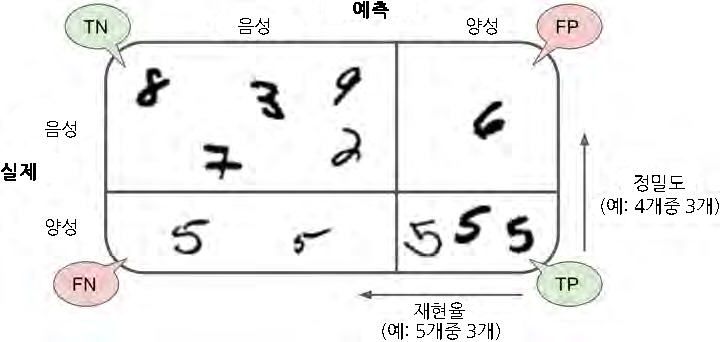 예측
TN
음성
양성
FP
8 3 9
6
음성
7 2
실제
정밀도
(예: 4개중 3개)
양성
5 5 5 5 5
FN
TP
재현율
(예: 5개중 3개)